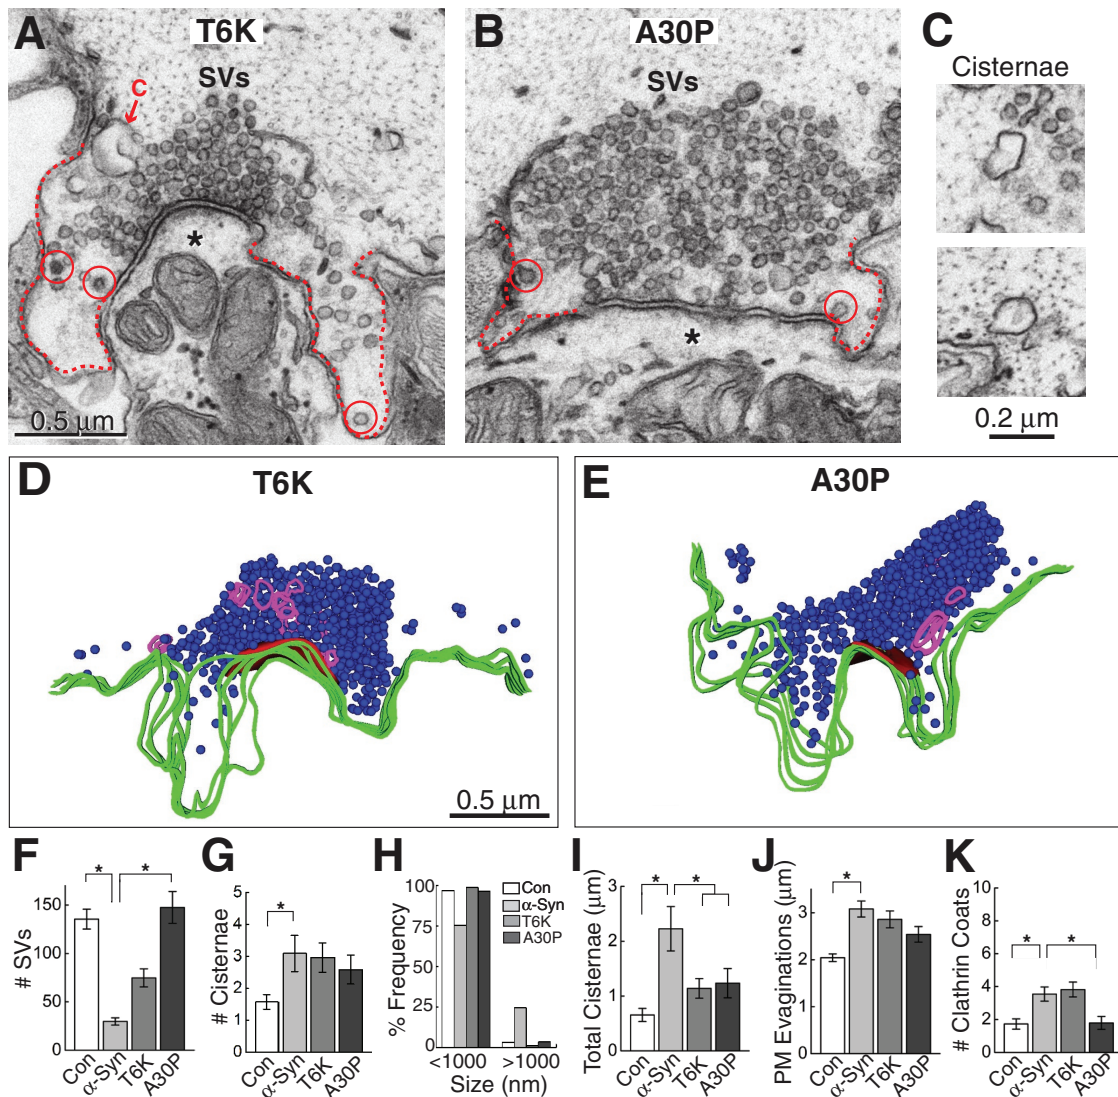 A
T6K
SVs
C
*
0.5 µm
B
A30P
SVs
*
C
Cisternae
0.2 µm
D
T6K
0.5 µm
E
A30P
F
# SVs
150
100
50
0
* *
Con
α-Syn
T6K
A30P
G
# Cisternae
5
4
3
2
1
0
*
Con
α-Syn
T6K
A30P
H
% Frequency
100
75
50
25
0
Con
α-Syn
T6K
A30P
<1000 >1000
Size (nm)
I
Total Cisternae (µm)
3
2
1
0
* *
Con
α-Syn
T6K
A30P
J
PM Evaginations (µm)
3
2
1
0
*
Con
α-Syn
T6K
A30P
K
# Clathrin Coats
10
8
6
4
2
0
* *
Con
α-Syn
T6K
A30P